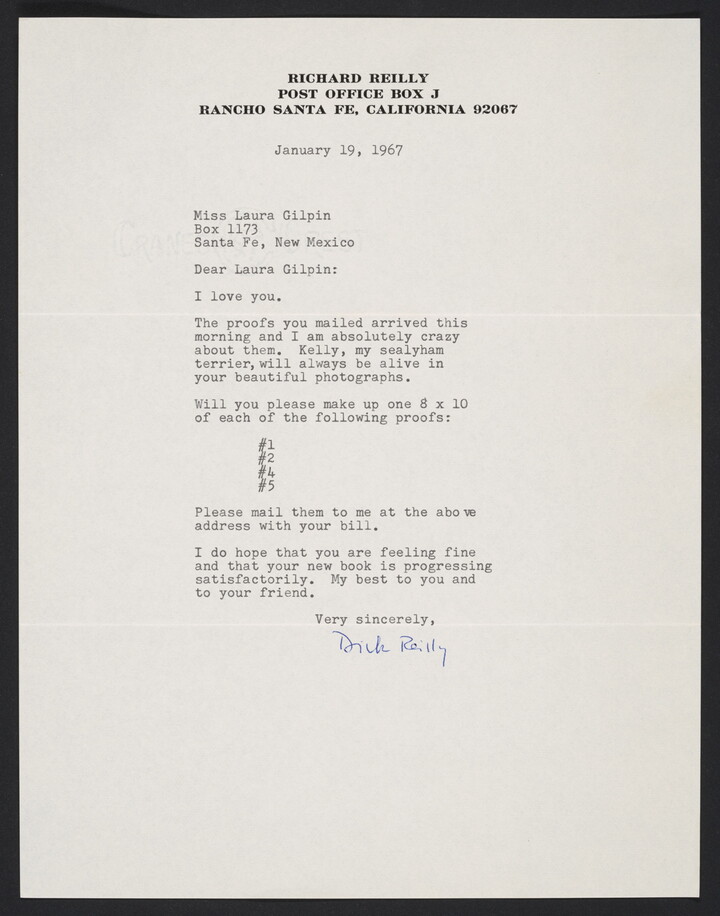 RICHARD REILLY
POST OFFICE BOX J
RANCHO SANTA FE, CALIFORNIA 92067
January 19, 1967
Miss Laura Gilpin
Box 1173
Santa Fe, New Mexico
Dear Laura Gilpin:
I love you.
The proofs you mailed arrived this
morning and I am absolutely crazy
about them.  Kelly, my sealyham
terrier, will always be alive in
your beautiful photographs.
Will you please make up one 8 x 10
of each of the following proofs:
#1
#2
#4
#5
Please mail them to me at the above
address with your bill.
I do hope that you are feeling fine
and that your new book is progressing
satisfactorily.  My best to you and
to your friend.
Very sincerely,
Dick Reilly